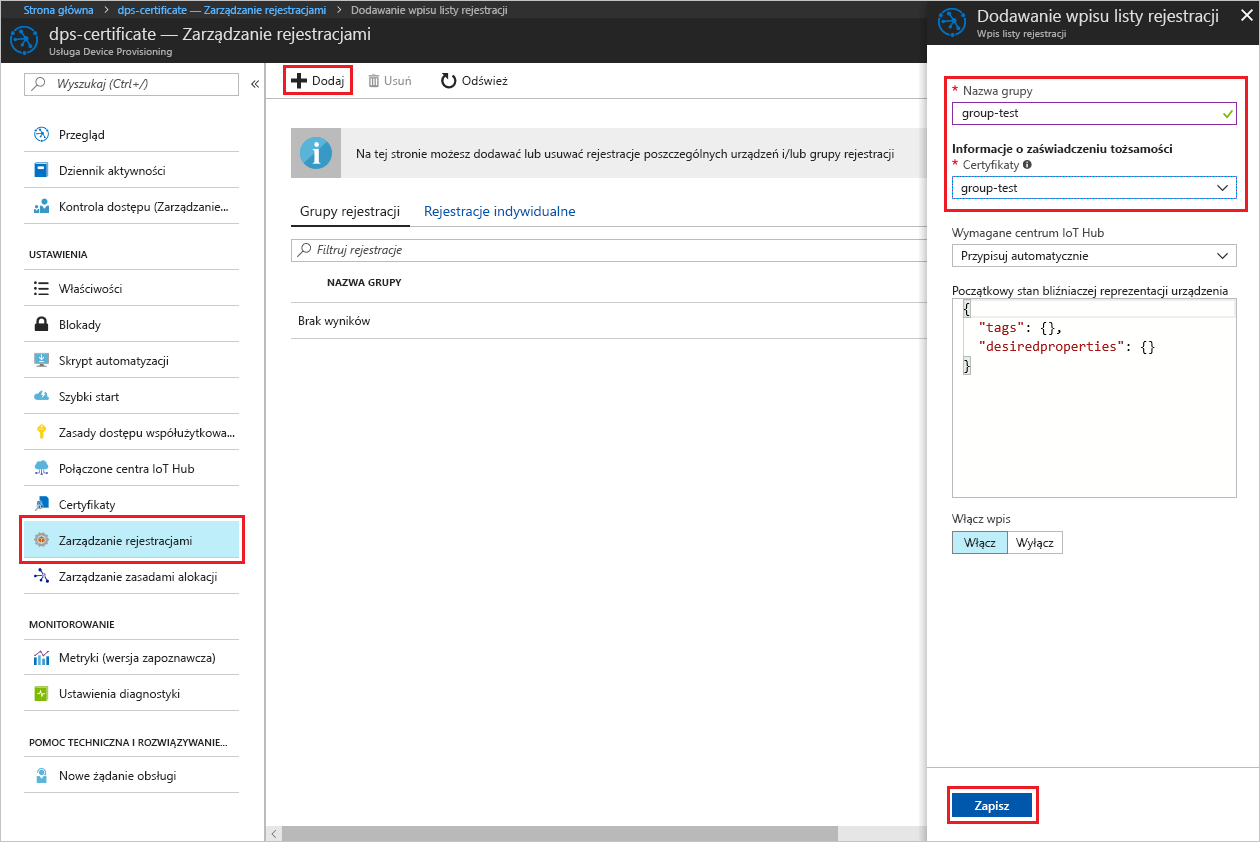 Strona główna > dps-certificate — Zarządzanie rejestracjami > Dodawanie wpisu listy rejestracji
dps-certificate — Zarządzanie rejestracjami
Usługa Device Provisioning
Wyszukaj (Ctrl+/)
«
Przegląd
Dziennik aktywności
Kontrola dostępu (Zarządzanie...
USTAWIENIA
Właściwości
Blokady
Skrypt automatyzacji
Szybki start
Zasady dostępu współużytkowa...
Połączone centra IoT Hub
Certyfikaty
Zarządzanie rejestracjami
Zarządzanie zasadami alokacji
MONITOROWANIE
Metryki (wersja zapoznawcza)
Ustawienia diagnostyki
POMOC TECHNICZNA I ROZWIĄZYWANIE...
Nowe żądanie obsługi
Dodaj Usuń Odśwież
Na tej stronie możesz dodawać lub usuwać rejestracje poszczególnych urządzeń i/lub grupy rejestracji
Grupy rejestracji Rejestracje indywidualne
Filtruj rejestracje
NAZWA GRUPY
Brak wyników
Dodawanie wpisu listy rejestracji
Wpis listy rejestracji
* Nazwa grupy
group-test
Informacje o zaświadczeniu tożsamości
* Certyfikaty
group-test
Wymagane centrum IoT Hub
Przypisuj automatycznie
Początkowy stan bliźniaczej reprezentacji urządzenia
{
"tags": {},
"desiredproperties": {}
}
Włącz wpis
Włącz Wyłącz
Zapisz